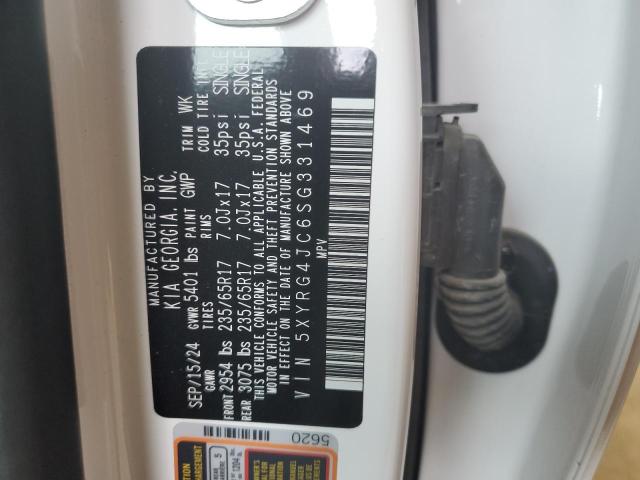 MANUFACTURED BY
KIA GEORGIA, INC.
SEP/15/24 GVWR 5401 lbs PAINT GWP TRIM WK
GAWR TIRES RIMS COLD TIRE
FRONT 2954 lbs 235/65R17 7.0Jx17 35psi SINGLE
REAR 3075 lbs 235/65R17 7.0Jx17 35psi SINGLE
THIS VEHICLE CONFORMS TO ALL APPLICABLE U.S.A. FEDERAL
MOTOR VEHICLE SAFETY AND THEFT PREVENTION STANDARDS
IN EFFECT ON THE DATE OF MANUFACTURE SHOWN ABOVE
VIN 5XYRG4JC6SG331469
MPV
5620